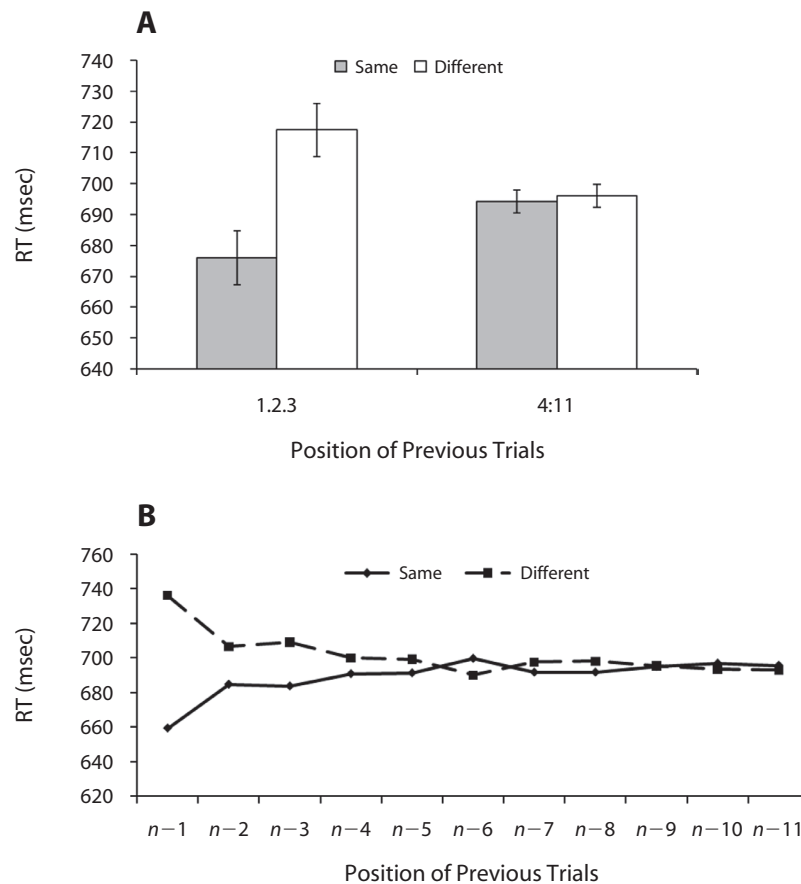 A
Same Different
740
730
720
710
700
690
680
670
660
650
640
RT (msec)
1.2.3 4:11
Position of Previous Trials
B
Same Different
760
740
720
700
680
660
640
620
RT (msec)
n−1 n−2 n−3 n−4 n−5 n−6 n−7 n−8 n−9 n−10 n−11
Position of Previous Trials